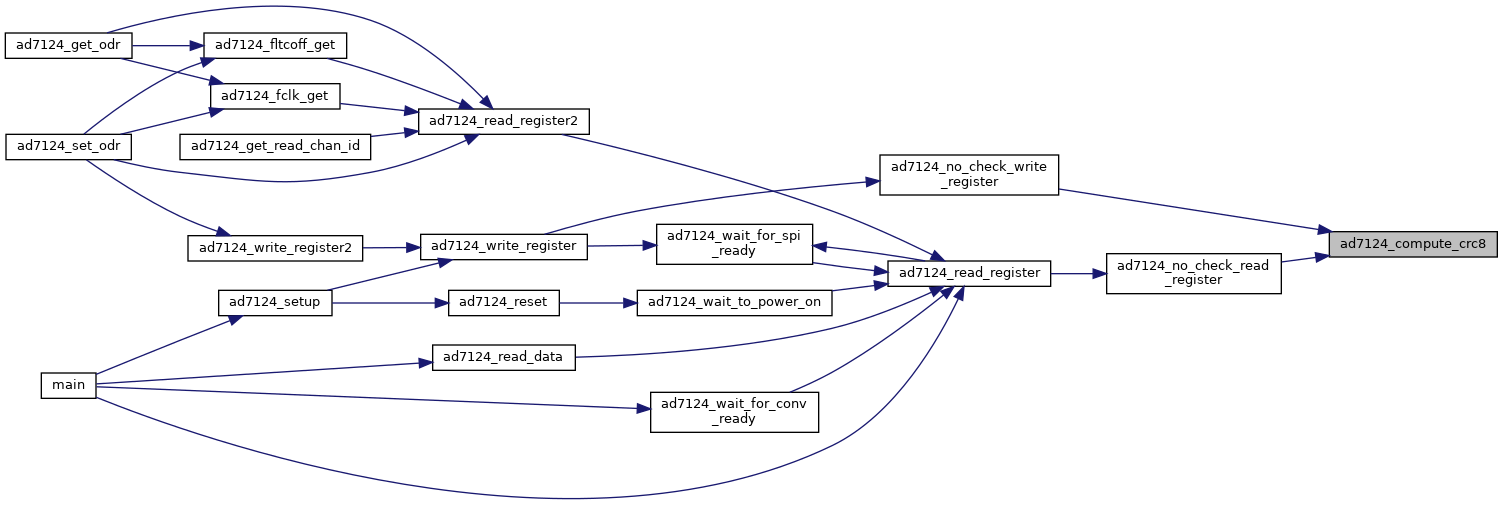 ad7124_get_odr
ad7124_fltcoff_get
ad7124_fclk_get
ad7124_read_register2
ad7124_set_odr
ad7124_get_read_chan_id
ad7124_no_check_write
_register
ad7124_write_register2
ad7124_write_register
ad7124_wait_for_spi
_ready
ad7124_compute_crc8
ad7124_read_register
ad7124_no_check_read
_register
ad7124_setup
ad7124_reset
ad7124_wait_to_power_on
ad7124_read_data
main
ad7124_wait_for_conv
_ready